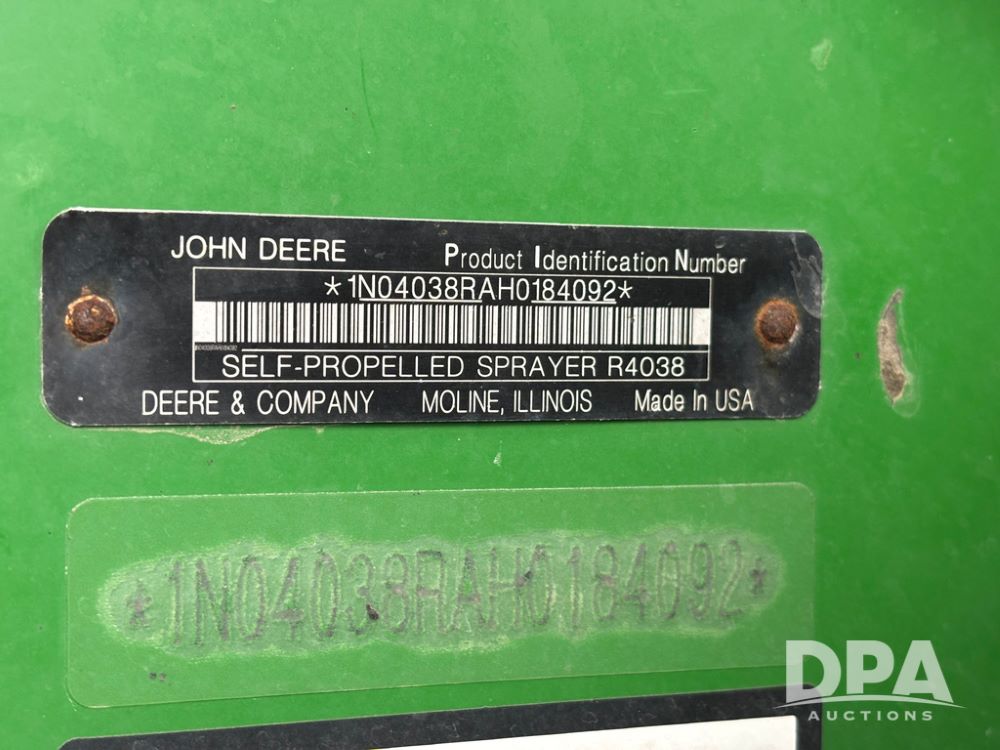 JOHN DEERE Product Identification Number
*1N04038RAH0184092*
1N04038RAH0184092
SELF-PROPELLED SPRAYER R4038
DEERE & COMPANY MOLINE, ILLINOIS Made In USA
*1N04038RAH0184092*
DPA
AUCTIONS